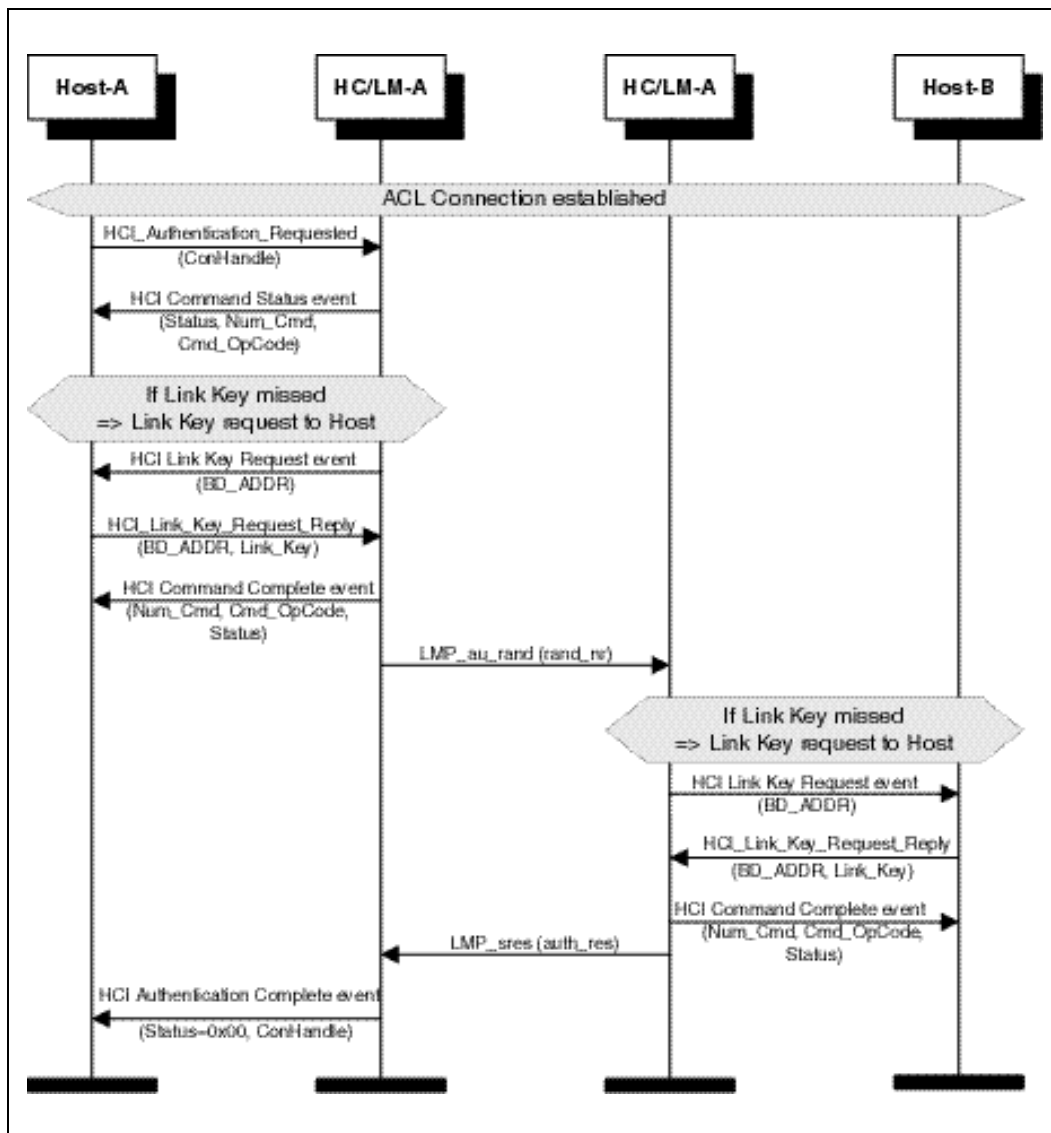 Host-A
HC/LM-A
HC/LM-A
Host-B
ACL Connection established
HCI_Authentication_Requested
(ConHandle)
HCI Command Status event
(Status, Num_Cmd,
Cmd_OpCode)
If Link Key missed
=> Link Key request to Host
HCI Link Key Request event
(BD_ADDR)
HCI_Link_Key_Request_Reply
(BD_ADDR, Link_Key)
HCI Command Complete event
(Num_Cmd, Cmd_OpCode,
Status)
LMP_au_rand (rand_nr)
If Link Key missed
=> Link Key request to Host
HCI Link Key Request event
(BD_ADDR)
HCI_Link_Key_Request_Reply
(BD_ADDR, Link_Key)
HCI Command Complete event
(Num_Cmd, Cmd_OpCode,
Status)
LMP_sres (auth_res)
HCI Authentication Complete event
(Status=0x00, ConHandle)